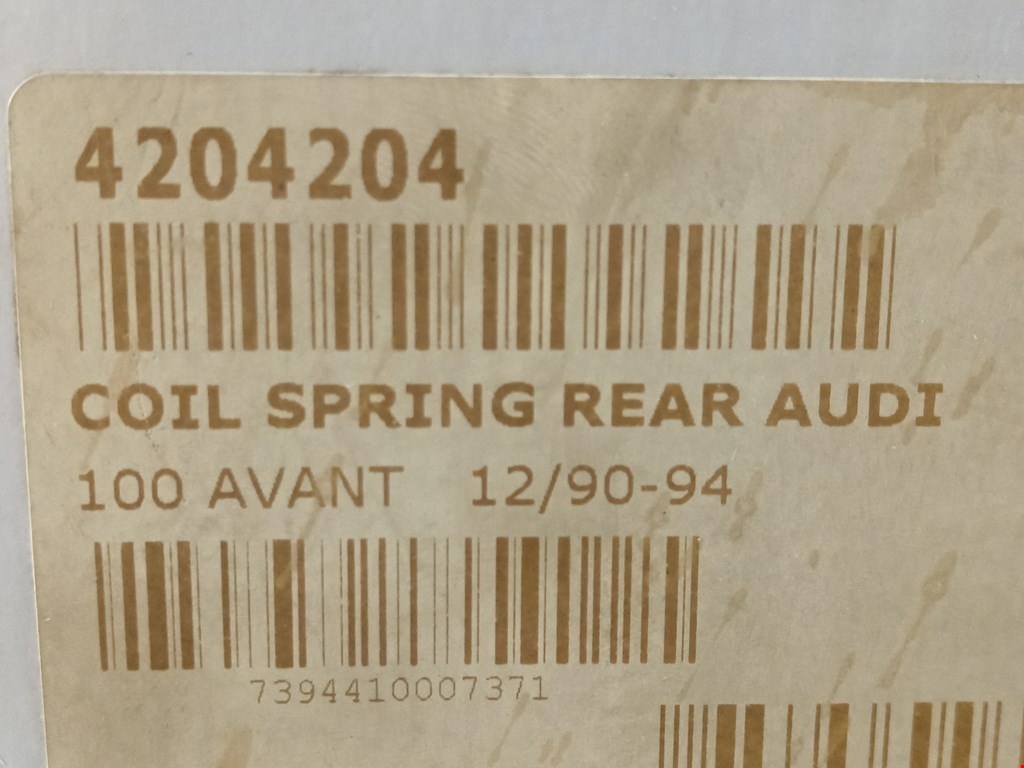 4204204
COIL SPRING REAR AUDI
100 AVANT 12/90-94
7394410007371